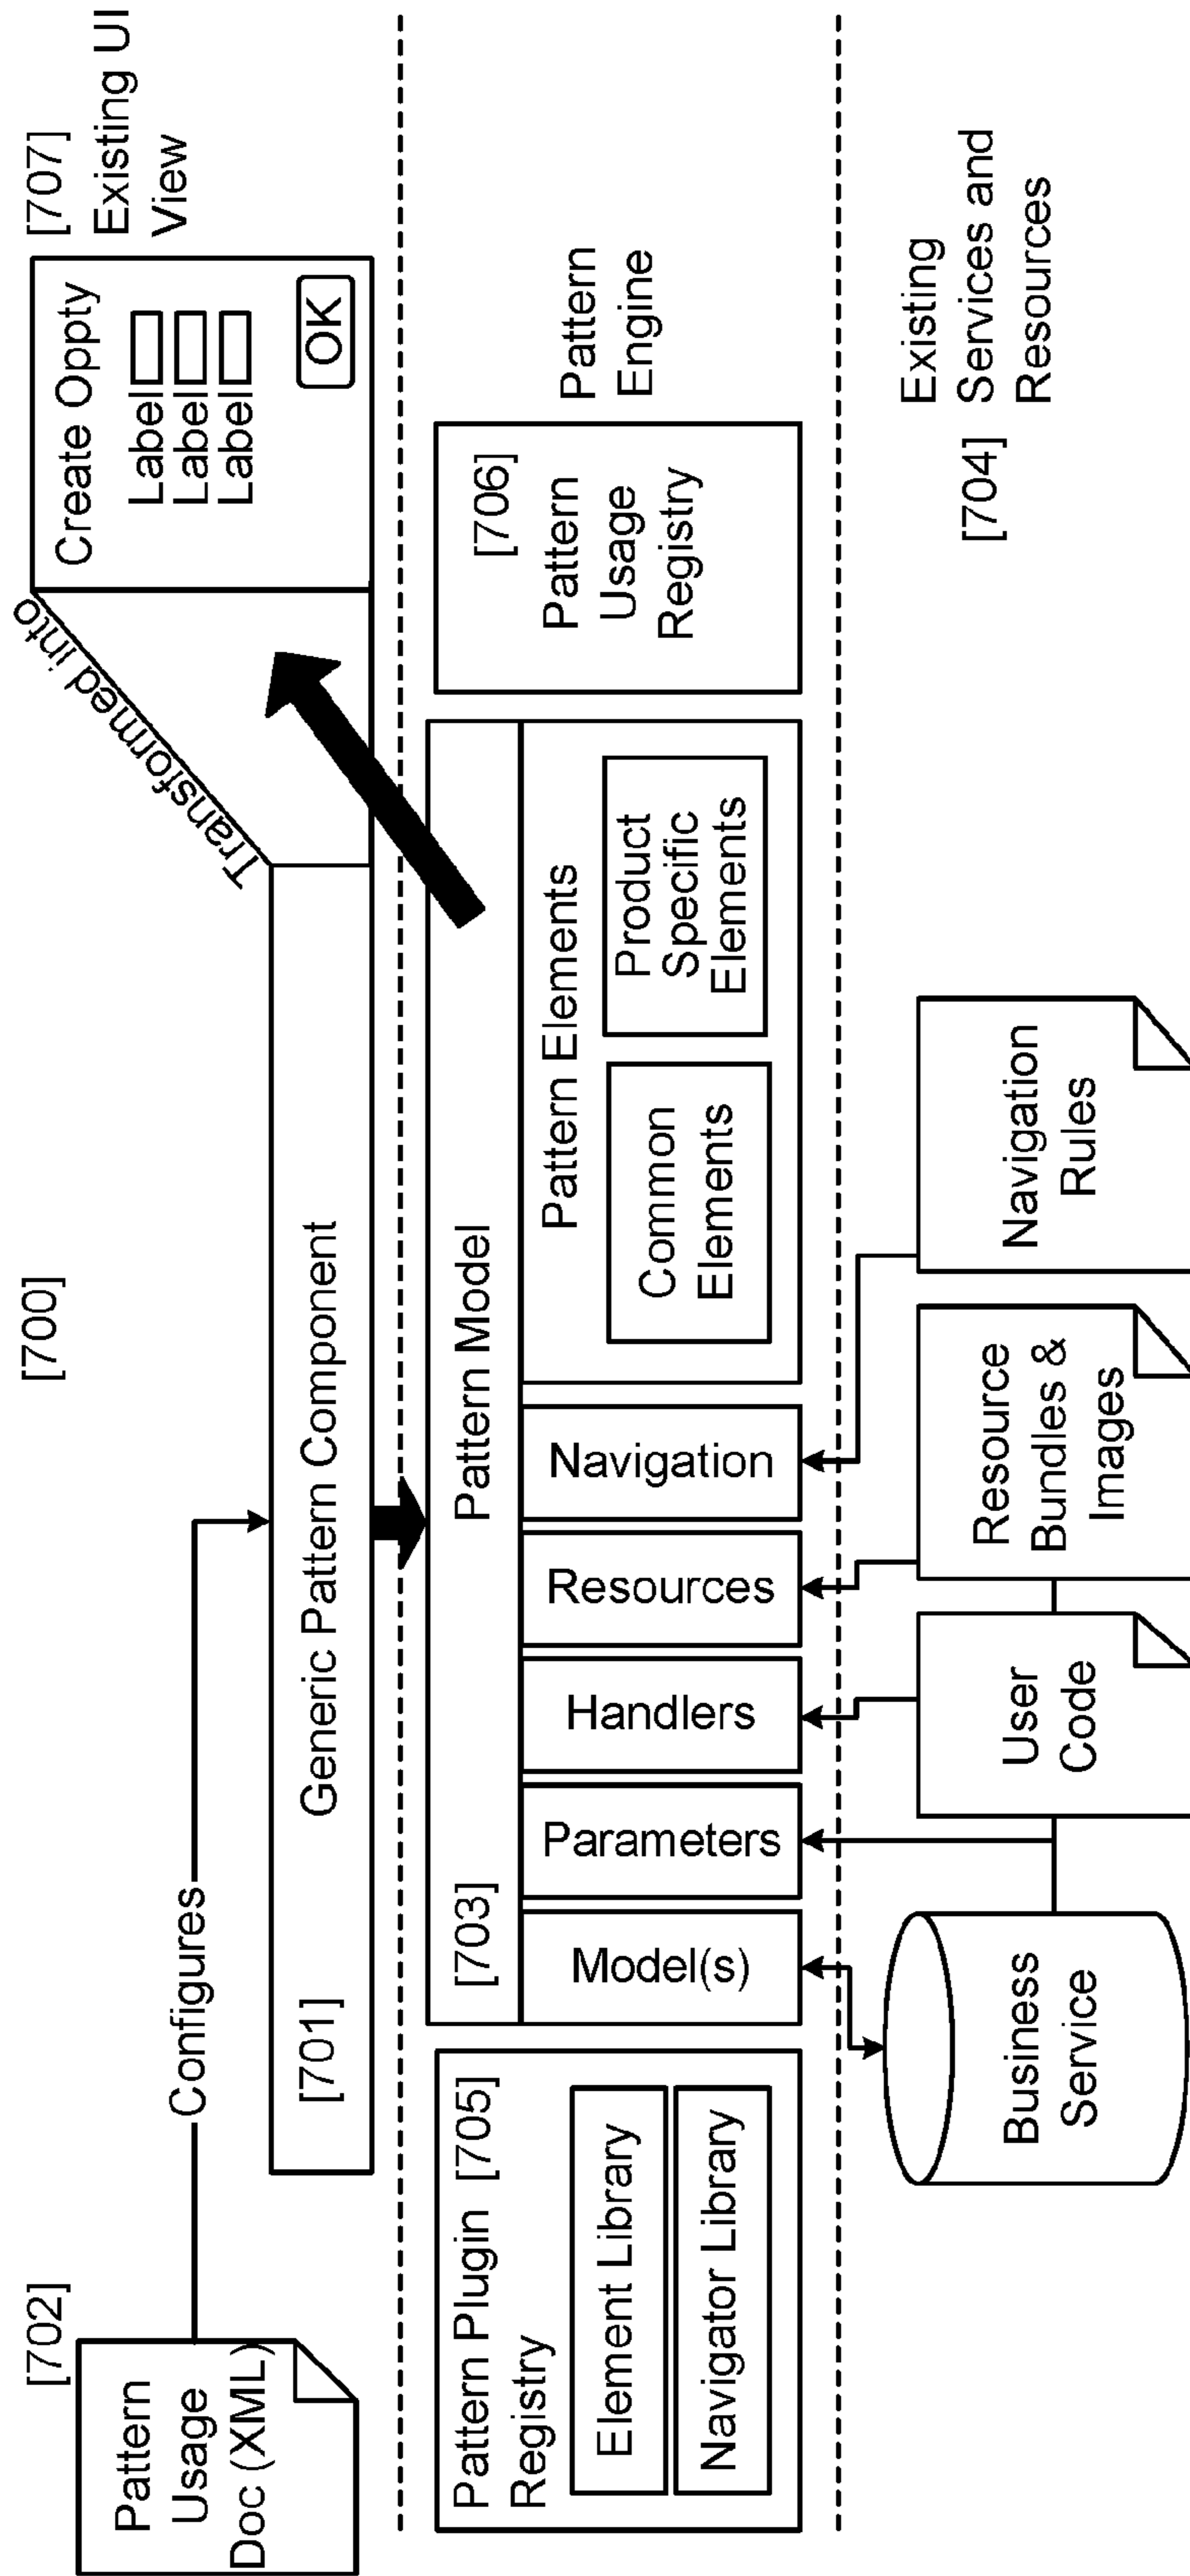 [700]
[702]
Pattern
Usage
Doc (XML)
Configures
[701]
Generic Pattern Component
Transformed into
Create Oppty
Label
Label
Label
OK
[707]
Existing UI
View
Pattern Plugin [705]
Registry
Element Library
Navigator Library
[703]
Pattern Model
Model(s)
Parameters
Handlers
Resources
Navigation
Pattern Elements
Common
Elements
Product
Specific
Elements
[706]
Pattern
Usage
Registry
Pattern
Engine
Business
Service
User
Code
Resource
Bundles &
Images
Navigation
Rules
Existing
[704] Services and
Resources